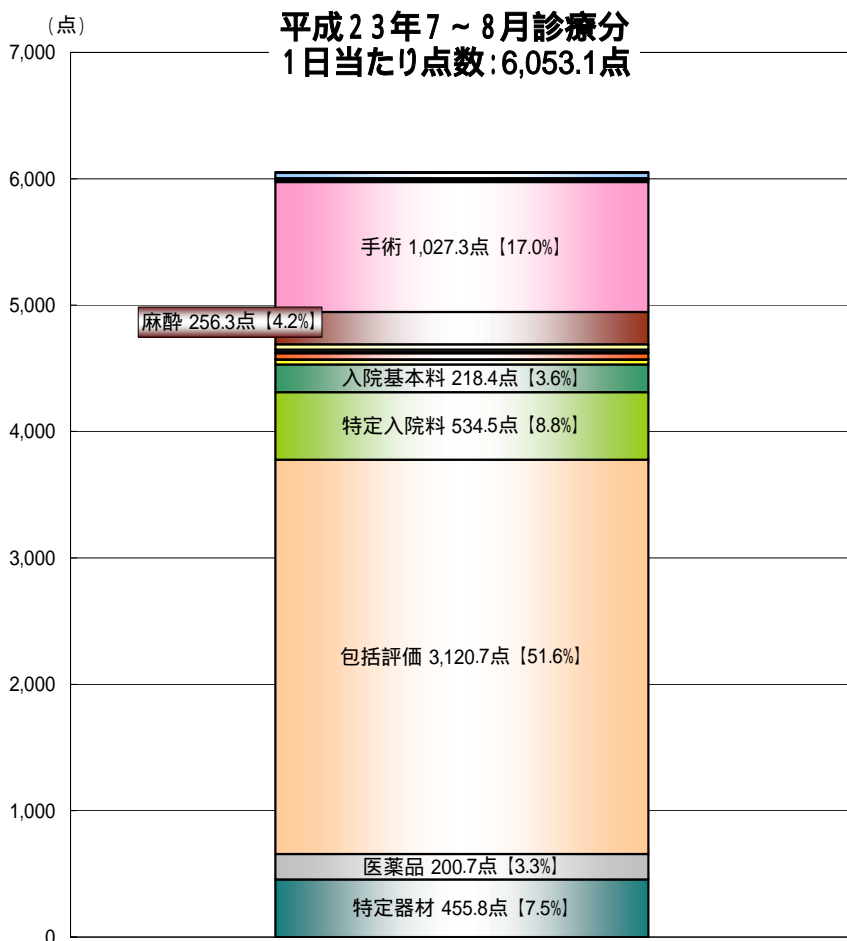 (点)
平成23年7～8月診療分
1日当たり点数:6,053.1点
7,000
6,000
手術 1,027.3点【17.0%】
5,000
麻酔 256.3点【4.2%】
入院基本料 218.4点【3.6%】
特定入院料 534.5点【8.8%】
4,000
3,000
包括評価 3,120.7点【51.6%】
2,000
1,000
医薬品 200.7点【3.3%】
特定器材 455.8点【7.5%】
0